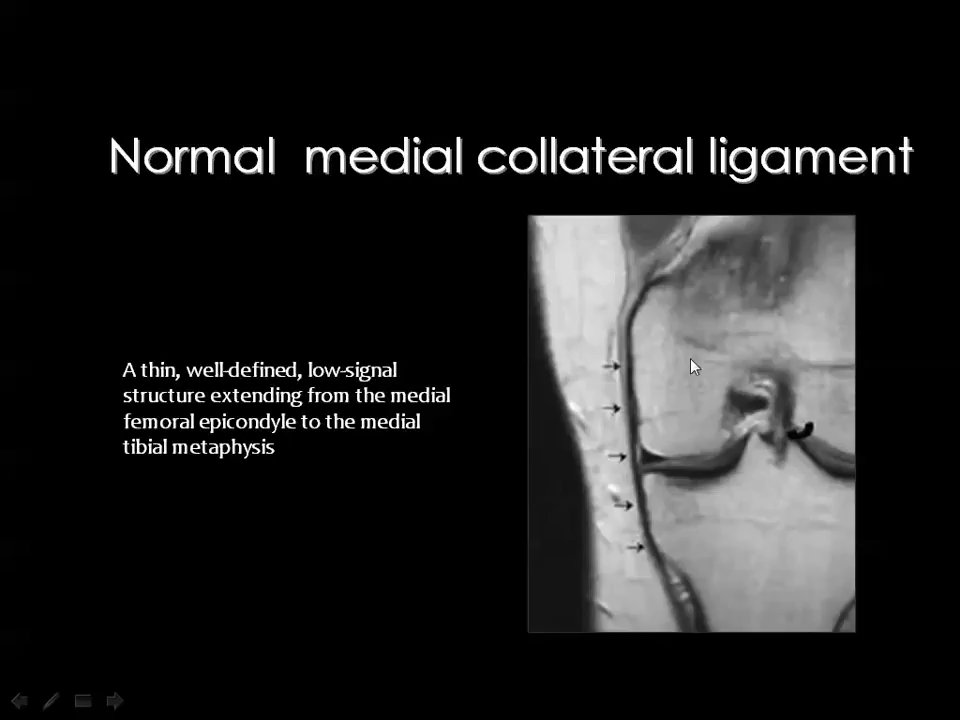 Normal medial collateral ligament
A thin, well-defined, low-signal
structure extending from the medial
femoral epicondyle to the medial
tibial metaphysis